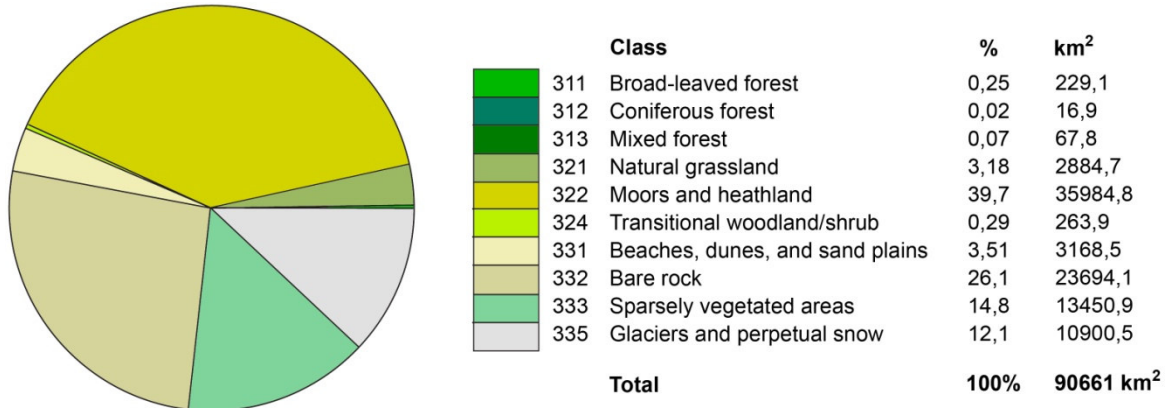 Class % km²
311 Broad-leaved forest 0,25 229,1
312 Coniferous forest 0,02 16,9
313 Mixed forest 0,07 67,8
321 Natural grassland 3,18 2884,7
322 Moors and heathland 39,7 35984,8
324 Transitional woodland/shrub 0,29 263,9
331 Beaches, dunes, and sand plains 3,51 3168,5
332 Bare rock 26,1 23694,1
333 Sparsely vegetated areas 14,8 13450,9
335 Glaciers and perpetual snow 12,1 10900,5
Total 100% 90661 km²